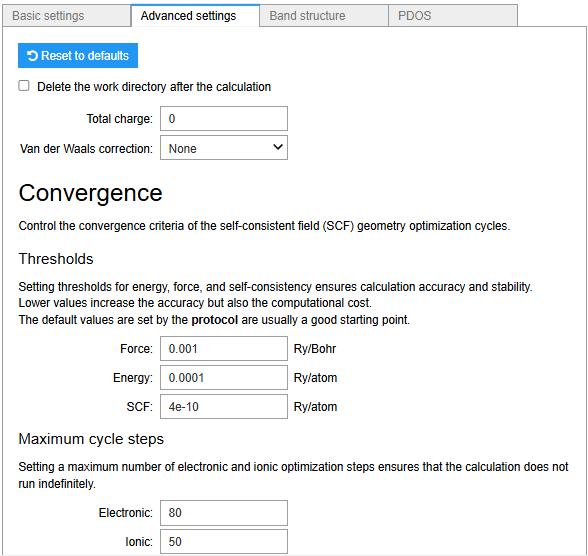 Basic settings
Advanced settings
Band structure
PDOS
Reset to defaults
Delete the work directory after the calculation
Total charge: 0
Van der Waals correction: None
Convergence
Control the convergence criteria of the self-consistent field (SCF) geometry optimization cycles.
Thresholds
Setting thresholds for energy, force, and self-consistency ensures calculation accuracy and stability.
Lower values increase the accuracy but also the computational cost.
The default values are set by the protocol are usually a good starting point.
Force: 0.001 Ry/Bohr
Energy: 0.0001 Ry/atom
SCF: 4e-10 Ry/atom
Maximum cycle steps
Setting a maximum number of electronic and ionic optimization steps ensures that the calculation does not
run indefinitely.
Electronic: 80
Ionic: 50